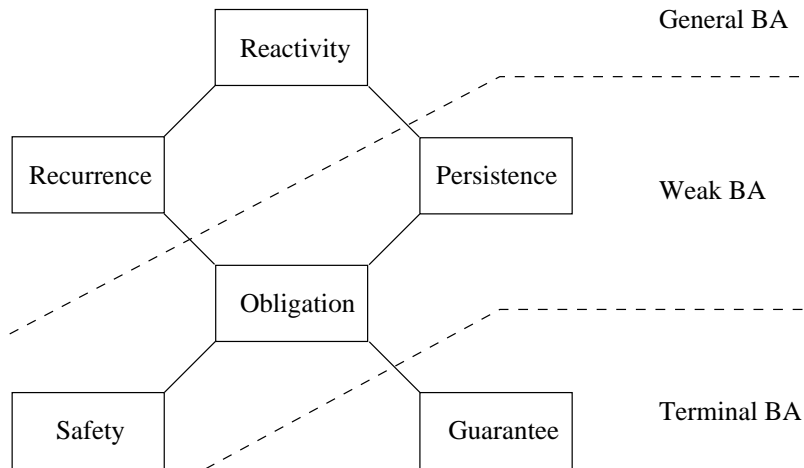 General BA
Reactivity
Recurrence
Persistence
Weak BA
Obligation
Safety
Guarantee
Terminal BA